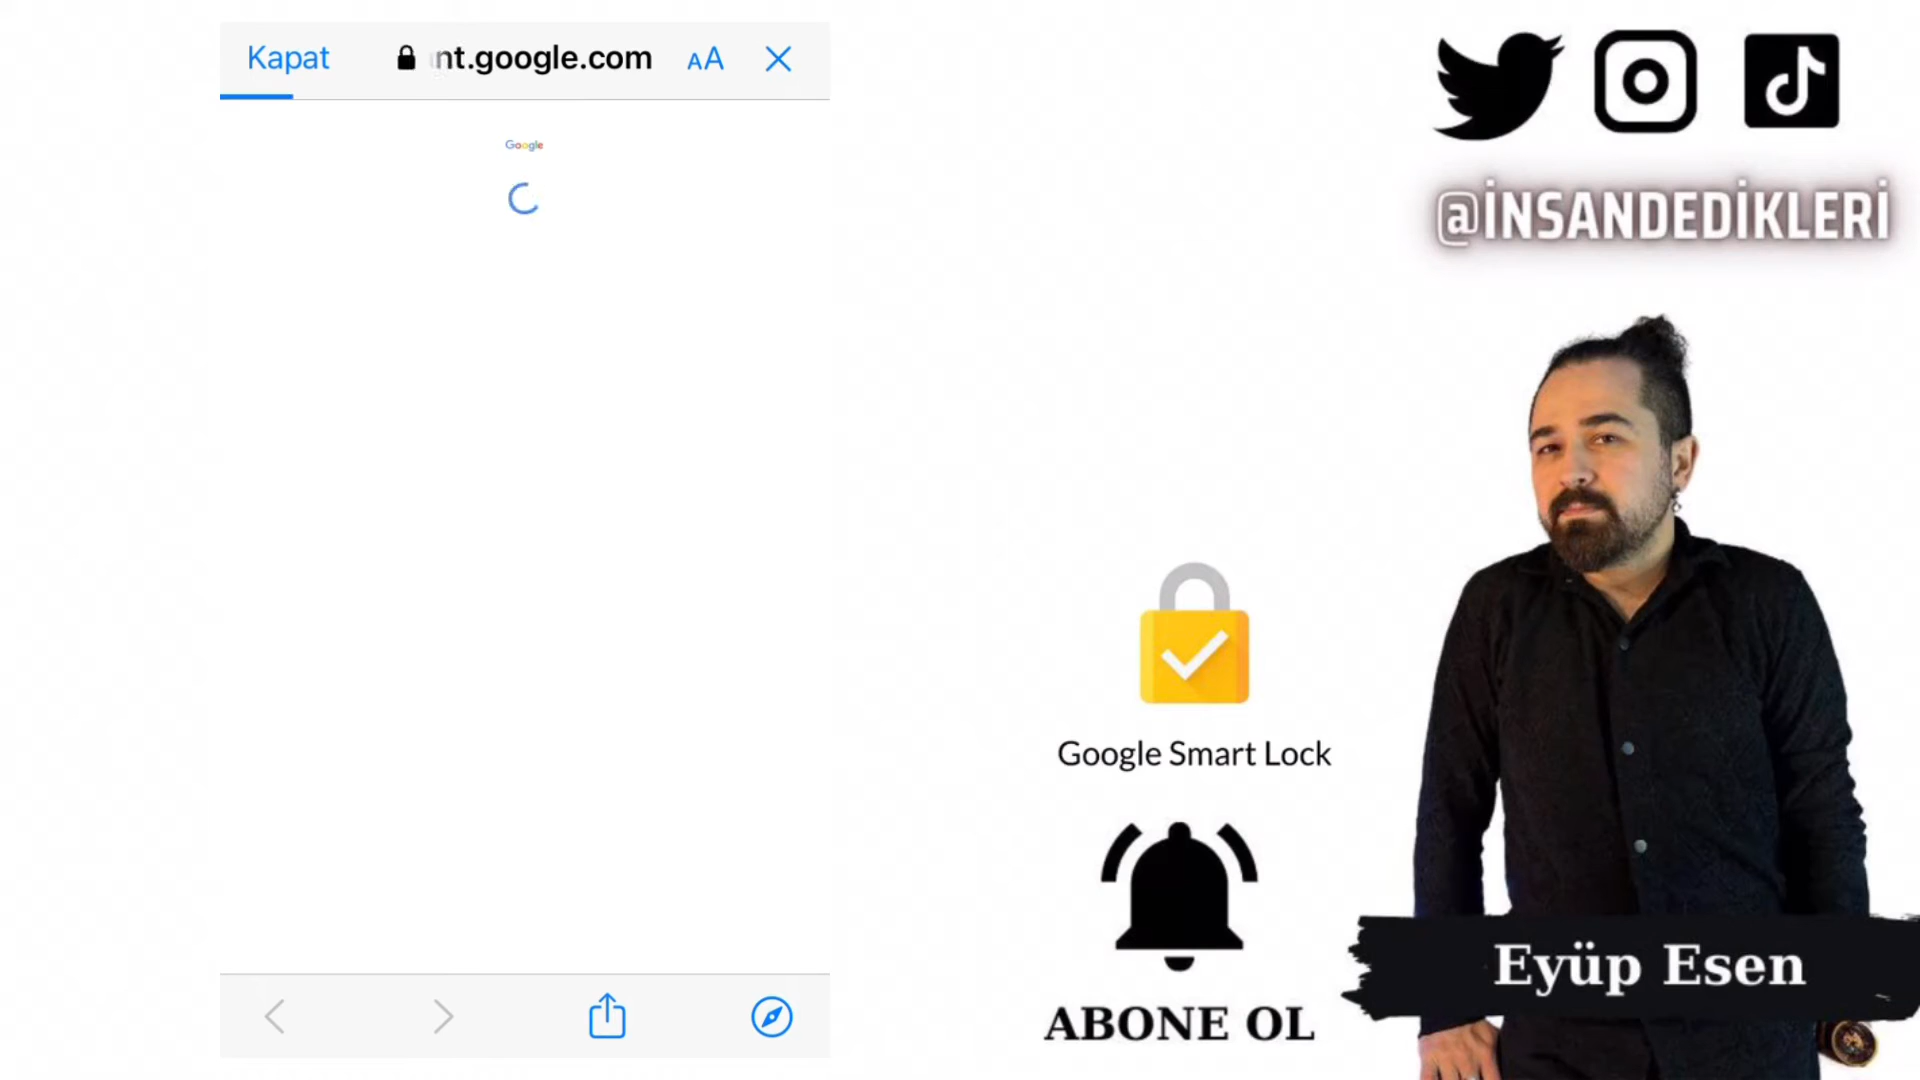 Kapat
nt.google.com
AA
Google
@İNSANDEDİKLERİ
Google Smart Lock
ABONE OL
Eyüp Esen